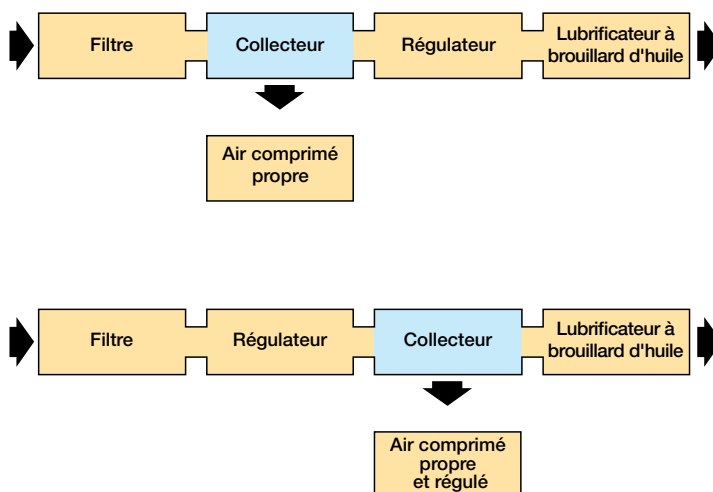 Filtre
Collecteur
Régulateur
Lubrificateur à
brouillard d'huile
Air comprimé
propre
Filtre
Régulateur
Collecteur
Lubrificateur à
brouillard d'huile
Air comprimé
propre
et régulé